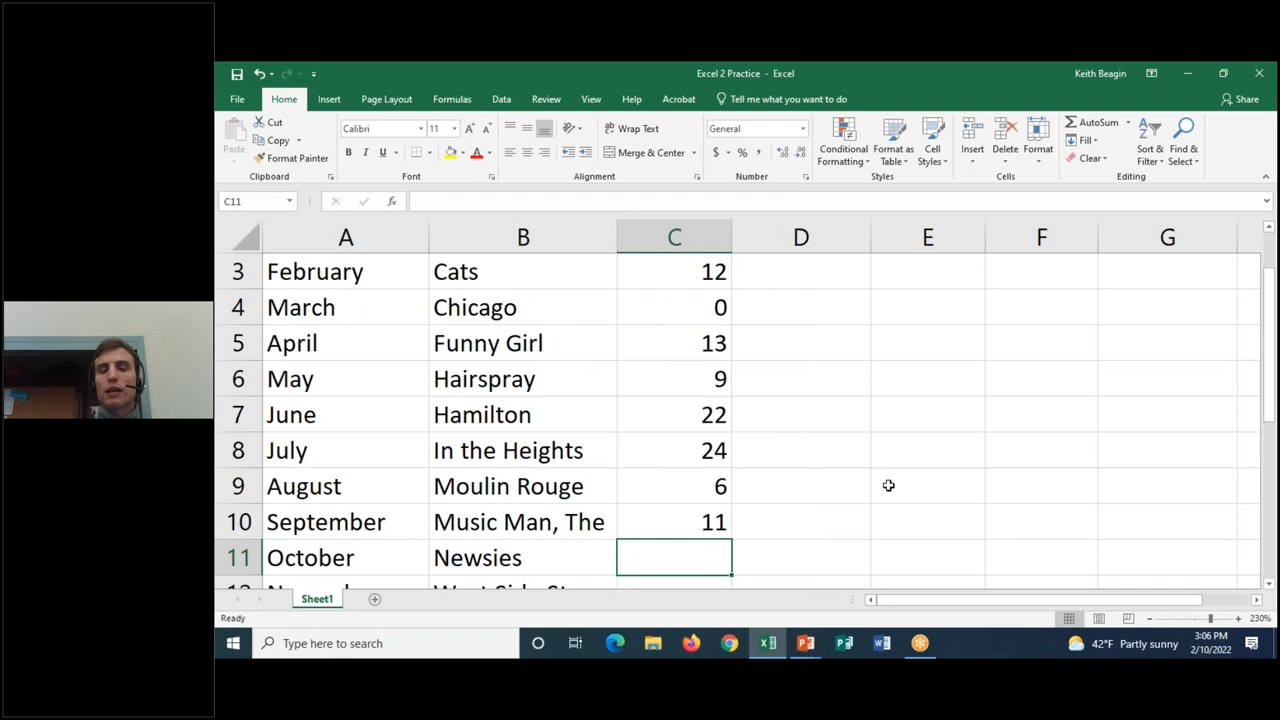 Excel 2 Practice - Excel
Keith Beagin
File Home Insert Page Layout Formulas Data Review View Help Acrobat Tell me what you want to do Share
Paste
Cut
Copy
Format Painter
Clipboard
Calibri 11
B I U
Font
Wrap Text
Merge & Center
Alignment
General
$ % ,
Number
Conditional Formatting
Format as Table
Cell Styles
Styles
Insert Delete Format
Cells
AutoSum
Fill
Clear
Sort & Filter
Find & Select
Editing
C11
fx
A B C D E F G
3 February Cats 12
4 March Chicago 0
5 April Funny Girl 13
6 May Hairspray 9
7 June Hamilton 22
8 July In the Heights 24
9 August Moulin Rouge 6
10 September Music Man, The 11
11 October Newsies
Sheet1
Ready
230%
Type here to search
42°F Partly sunny
3:06 PM
2/10/2022